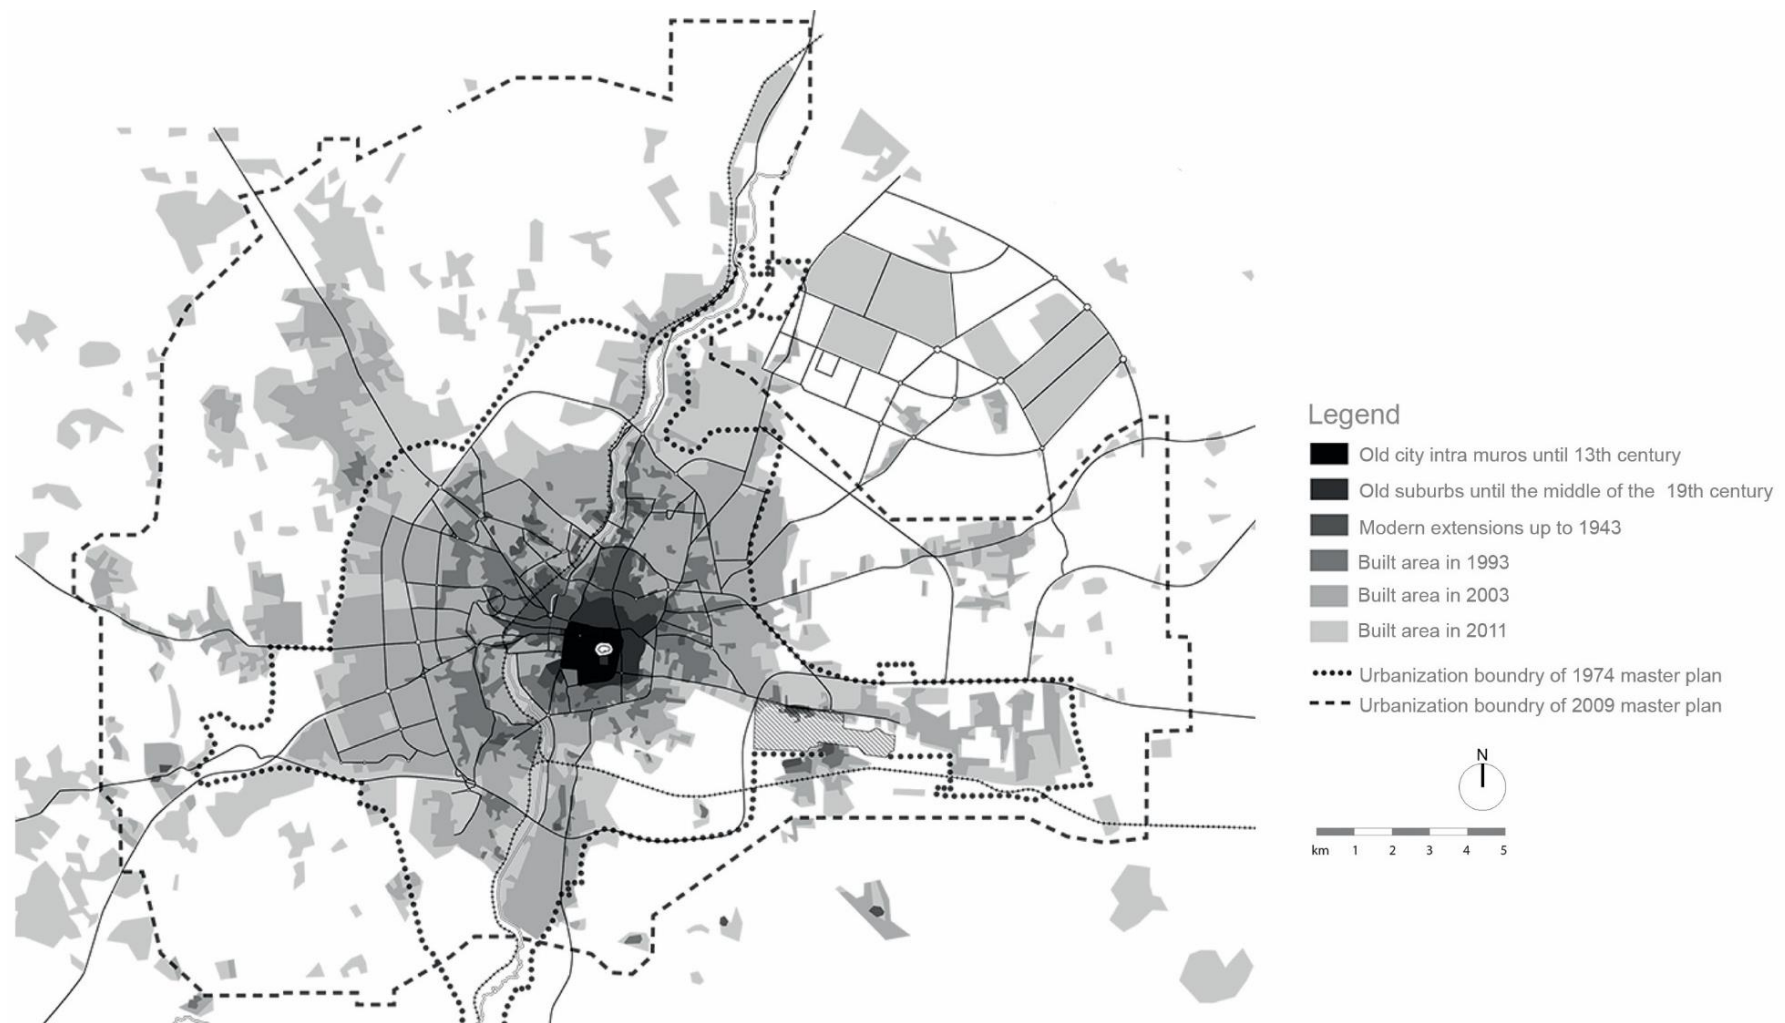 Legend
Old city intra muros until 13th century
Old suburbs until the middle of the 19th century
Modern extensions up to 1943
Built area in 1993
Built area in 2003
Built area in 2011
Urbanization boundry of 1974 master plan
Urbanization boundry of 2009 master plan
N
km 1 2 3 4 5